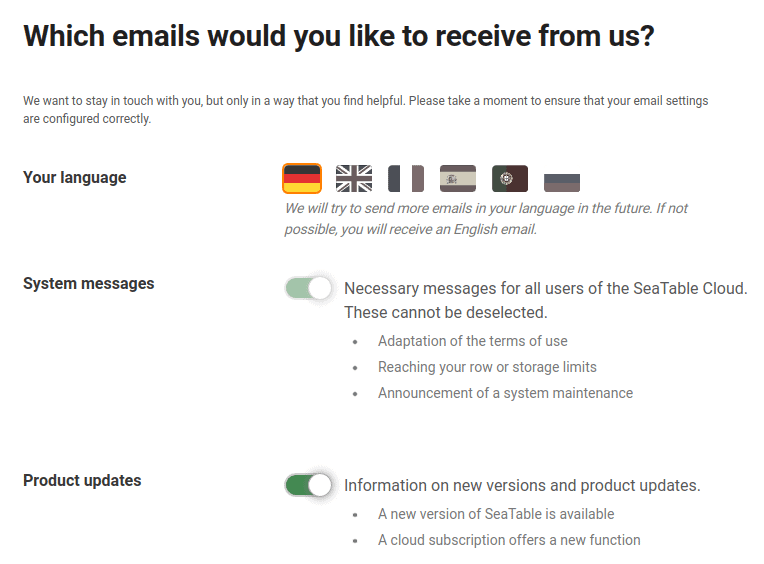 Which emails would you like to receive from us?
We want to stay in touch with you, but only in a way that you find helpful. Please take a moment to ensure that your email settings
are configured correctly.
Your language
We will try to send more emails in your language in the future. If not
possible, you will receive an English email.
System messages
Necessary messages for all users of the SeaTable Cloud.
These cannot be deselected.
• Adaptation of the terms of use
• Reaching your row or storage limits
• Announcement of a system maintenance
Product updates
Information on new versions and product updates.
• A new version of SeaTable is available
• A cloud subscription offers a new function